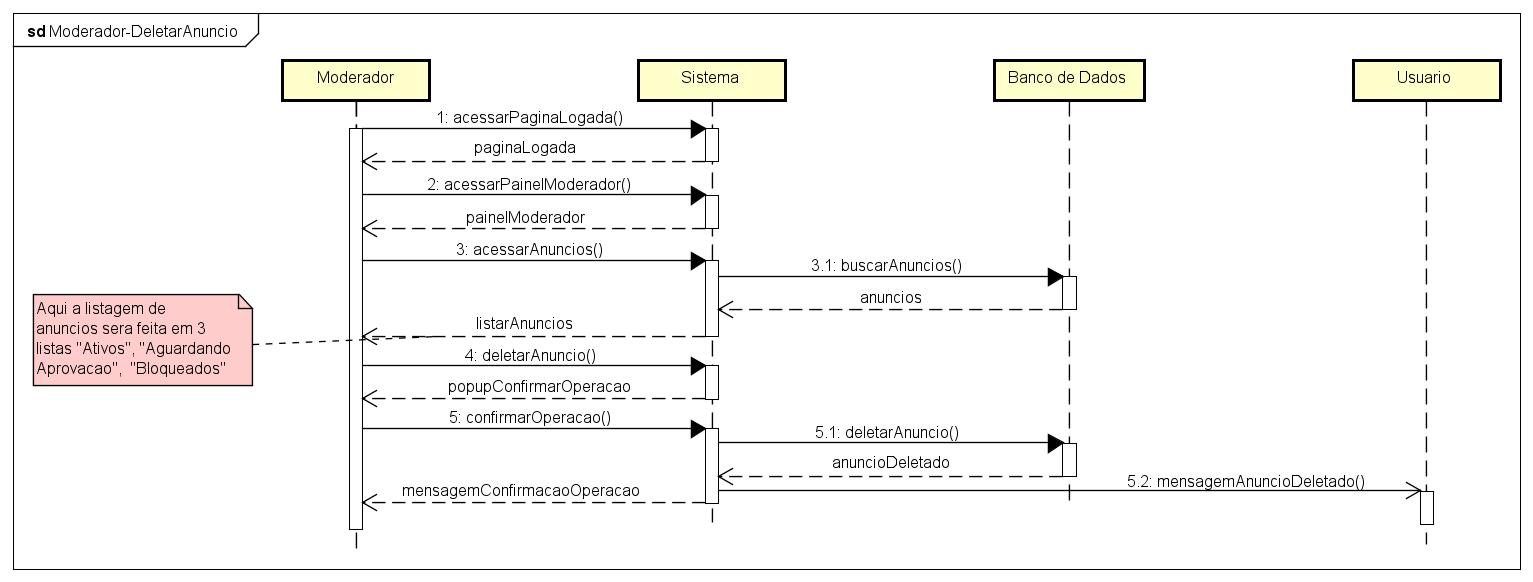 sd Moderador-DeletarAnuncio
Moderador
Sistema
Banco de Dados
Usuario
1: acessarPaginaLogada()
paginaLogada
2: acessarPainelModerador()
painelModerador
3: acessarAnuncios()
3.1: buscarAnuncios()
anuncios
Aqui a listagem de
anuncios sera feita em 3
listas "Ativos", "Aguardando
Aprovacao",  "Bloqueados"
listarAnuncios
4: deletarAnuncio()
popupConfirmarOperacao
5: confirmarOperacao()
5.1: deletarAnuncio()
anuncioDeletado
5.2: mensagemAnuncioDeletado()
mensagemConfirmacaoOperacao